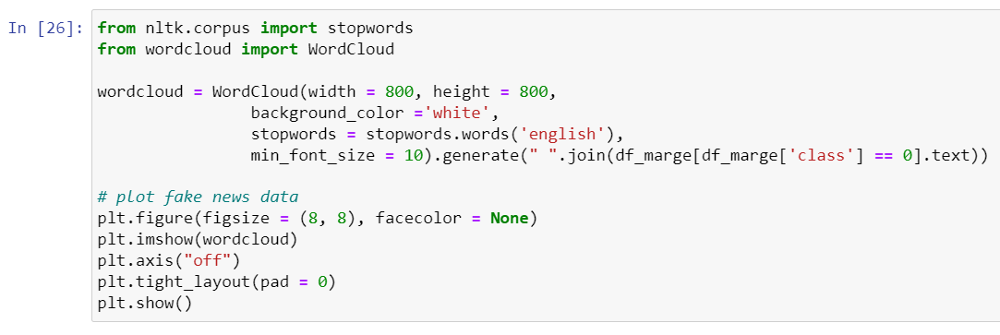 In [26]: from nltk.corpus import stopwords
from wordcloud import WordCloud
wordcloud = WordCloud(width = 800, height = 800,
background_color ='white',
stopwords = stopwords.words('english'),
min_font_size = 10).generate(" ".join(df_marge[df_marge['class'] == 0].text))
# plot fake news data
plt.figure(figsize = (8, 8), facecolor = None)
plt.imshow(wordcloud)
plt.axis("off")
plt.tight_layout(pad = 0)
plt.show()